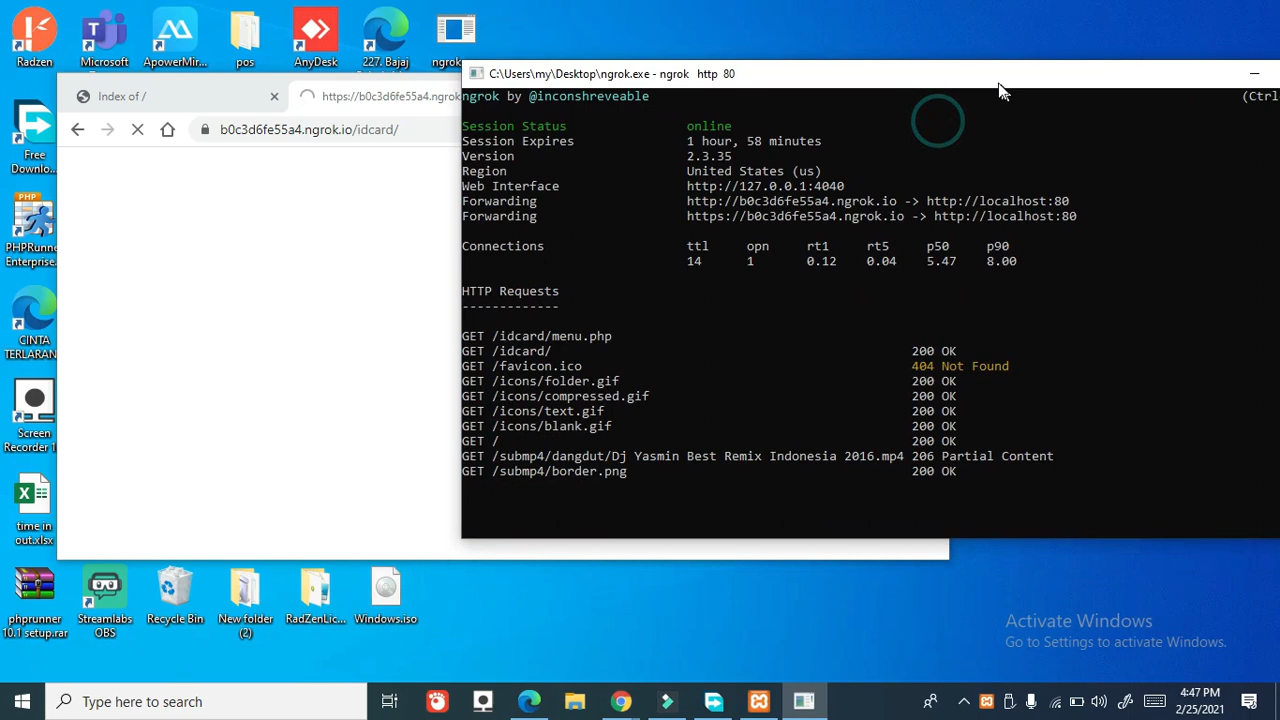 Radzen
Microsoft
Teams
ApowerMir...
pos
AnyDesk
227. Bajaj
ngrok
C:\Users\my\Desktop\ngrok.exe - ngrok http 80
Index of /
https://b0c3d6fe55a4.ngrok
b0c3d6fe55a4.ngrok.io/idcard/
ngrok by @inconshreveable (Ctrl
Session Status online
Session Expires 1 hour, 58 minutes
Version 2.3.35
Region United States (us)
Web Interface http://127.0.0.1:4040
Forwarding http://b0c3d6fe55a4.ngrok.io -> http://localhost:80
Forwarding https://b0c3d6fe55a4.ngrok.io -> http://localhost:80
Connections ttl opn rt1 rt5 p50 p90
14 1 0.12 0.04 5.47 8.00
HTTP Requests
-------------
GET /idcard/menu.php
GET /idcard/ 200 OK
GET /favicon.ico 404 Not Found
GET /icons/folder.gif 200 OK
GET /icons/compressed.gif 200 OK
GET /icons/text.gif 200 OK
GET /icons/blank.gif 200 OK
GET / 200 OK
GET /submp4/dangdut/Dj Yasmin Best Remix Indonesia 2016.mp4 206 Partial Content
GET /submp4/border.png 200 OK
Free
Downlo...
PHP
PHPRunner
Enterprise...
CINTA
TERLARAN
Screen
Recorder 1
time in
out.xlsx
phprunner
10.1 setup.rar
Streamlabs
OBS
Recycle Bin
New folder
(2)
RadZenLic...
Windows.iso
Activate Windows
Go to Settings to activate Windows.
Type here to search
4:47 PM
2/25/2021